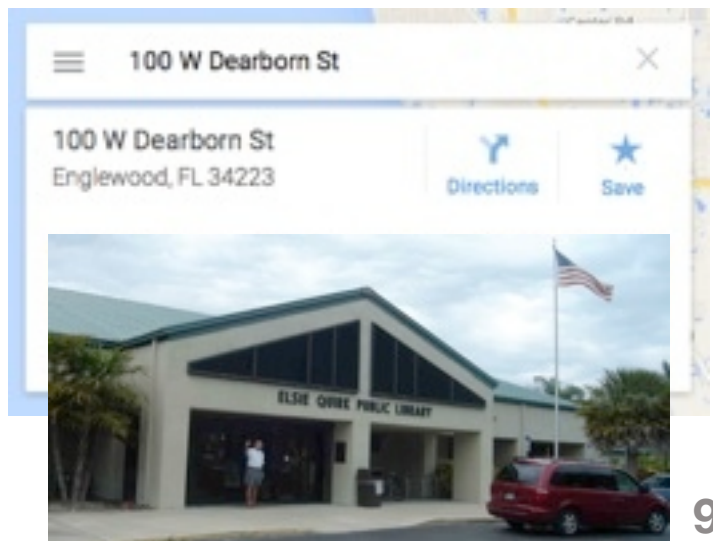 100 W Dearborn St
100 W Dearborn St
Englewood, FL 34223
Directions
Save
ELSIE QUIRK PUBLIC LIBRARY
9